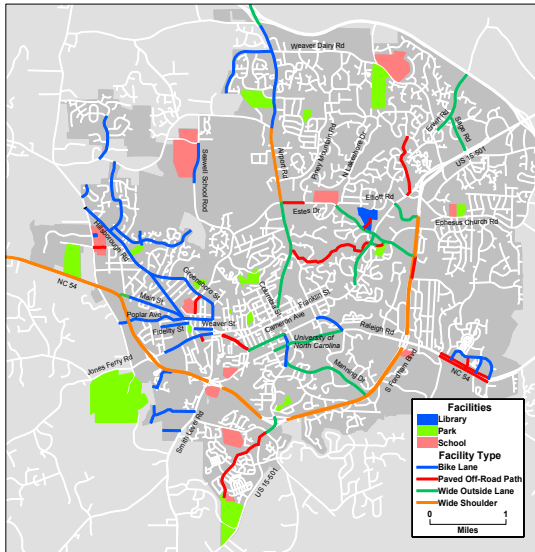 Weaver Dairy Rd
Erwin Rd
Sage Rd
US 15-501
Piney Mountain Rd
N Lakeshore Dr
Airport Rd
Seawell School Rod
Estes Dr
Elliott Rd
Ephesus Church Rd
Hillsborough Rd
Greensboro St
NC 54
Main St
Columbia St
Franklin St
Cameron Ave
Poplar Ave
Weaver St
Fidelity St
Raleigh Rd
University of
North Carolina
Jones Ferry Rd
Manning Dr
S Fordham Blvd
NC 54
Smith Level Rd
US 15-501
Facilities
Library
Park
School
Facility Type
Bike Lane
Paved Off-Road Path
Wide Outside Lane
Wide Shoulder
0 1
Miles